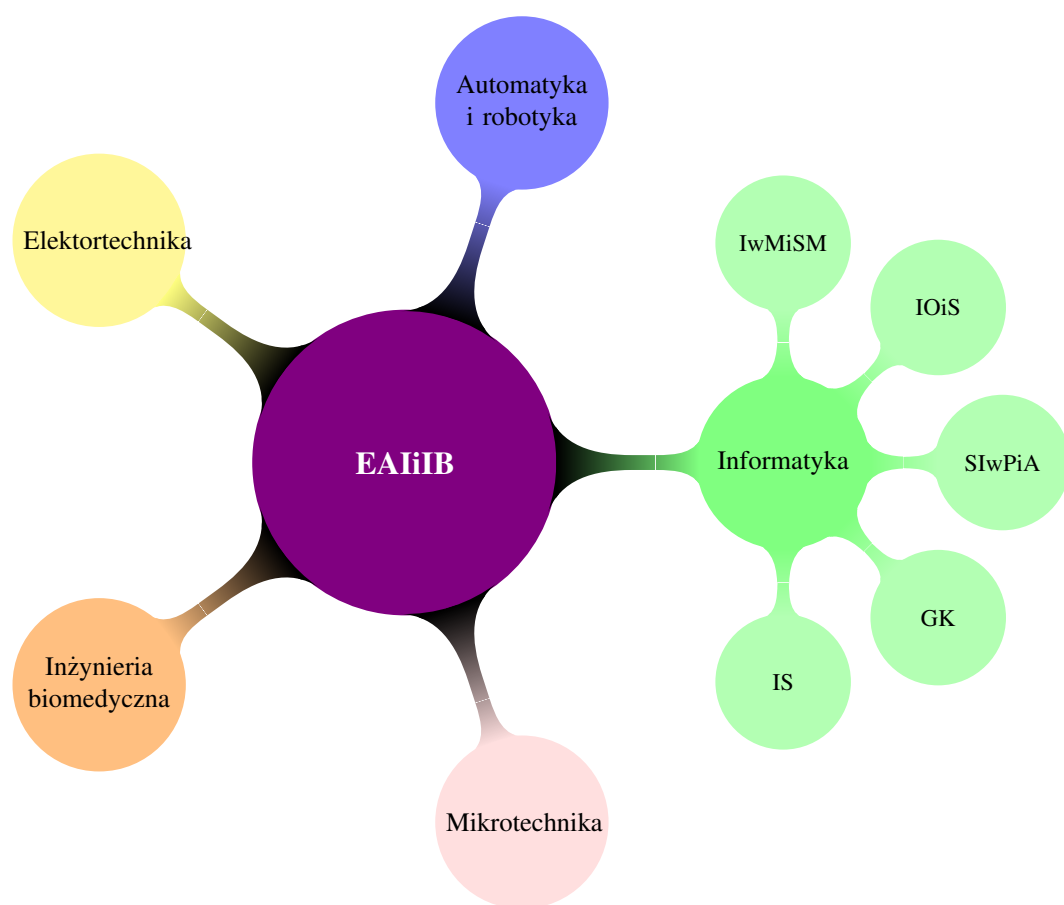 Automatyka
i robotyka
Elektortechnika
IwMiSM
IOiS
EAIiIB
Informatyka
SIwPiA
GK
Inżynieria
biomedyczna
IS
Mikrotechnika